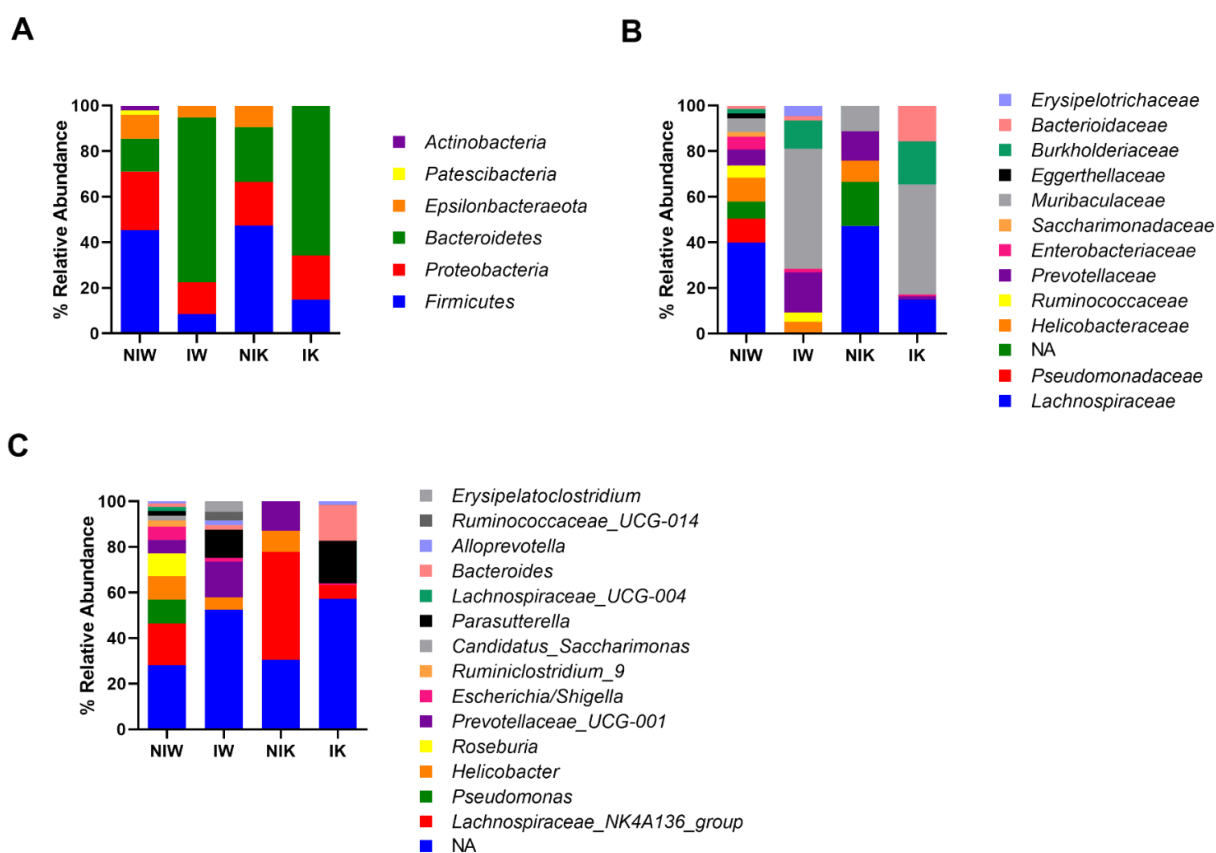 A
% Relative Abundance
100
80
60
40
20
0
NIW IW NIK IK
Actinobacteria
Patescibacteria
Epsilonbacteraeota
Bacteroidetes
Proteobacteria
Firmicutes
B
% Relative Abundance
100
80
60
40
20
0
NIW IW NIK IK
Erysipelotrichaceae
Bacterioidaceae
Burkholderiaceae
Eggerthellaceae
Muribaculaceae
Saccharimonadaceae
Enterobacteriaceae
Prevotellaceae
Ruminococcaceae
Helicobacteraceae
NA
Pseudomonadaceae
Lachnospiraceae
C
% Relative Abundance
100
80
60
40
20
0
NIW IW NIK IK
Erysipelatoclostridium
Ruminococcaceae_UCG-014
Alloprevotella
Bacteroides
Lachnospiraceae_UCG-004
Parasutterella
Candidatus_Saccharimonas
Ruminiclostridium_9
Escherichia/Shigella
Prevotellaceae_UCG-001
Roseburia
Helicobacter
Pseudomonas
Lachnospiraceae_NK4A136_group
NA